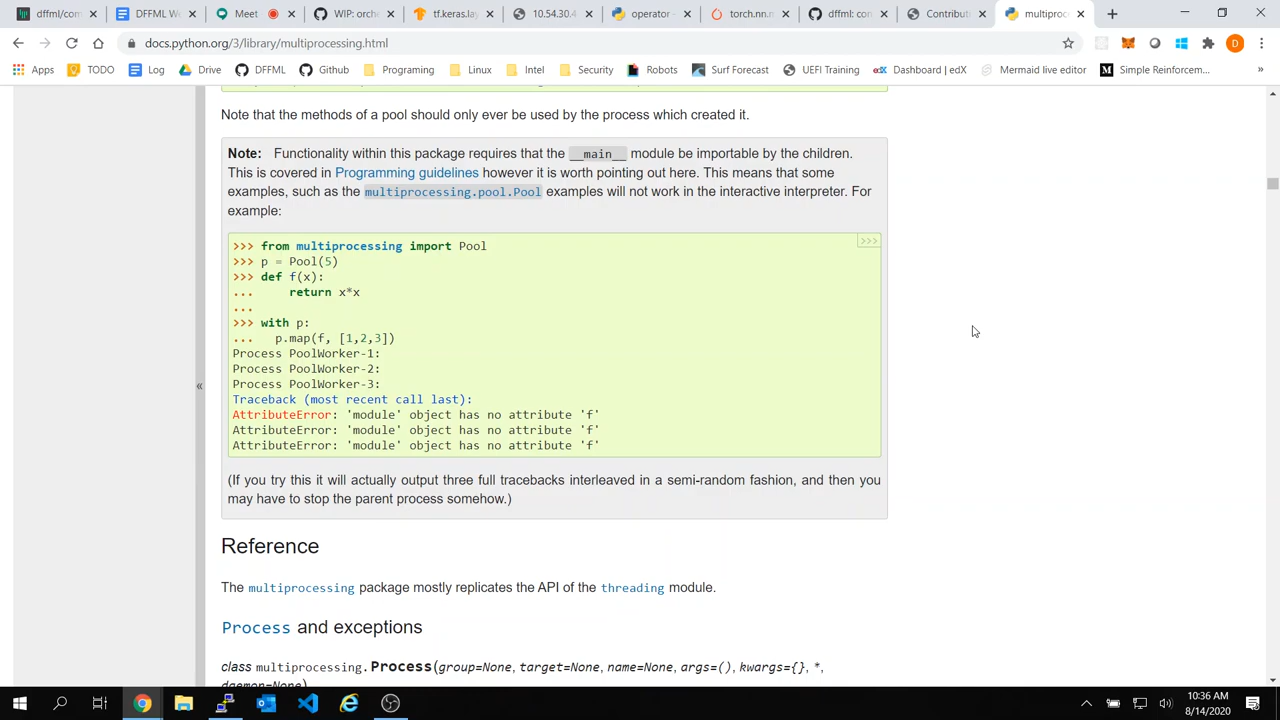 dffml/com
DFFML W
Meet
WIP: orche
tf.keras.lay
10.54.30.4
operator -
torch.nn.m
dffml: con
Contributi
multiproc
docs.python.org/3/library/multiprocessing.html
Apps
TODO
Log
Drive
DFFML
Github
Programing
Linux
Intel
Security
Robots
Surf Forecast
UEFI Training
Dashboard | edX
Mermaid live editor
Simple Reinforcem...
»
Note that the methods of a pool should only ever be used by the process which created it.
Note: Functionality within this package requires that the __main__ module be importable by the children.
This is covered in Programming guidelines however it is worth pointing out here. This means that some
examples, such as the multiprocessing.pool.Pool examples will not work in the interactive interpreter. For
example:
>>>
>>> from multiprocessing import Pool
>>> p = Pool(5)
>>> def f(x):
... return x*x
...
>>> with p:
... p.map(f, [1,2,3])
Process PoolWorker-1:
Process PoolWorker-2:
Process PoolWorker-3:
Traceback (most recent call last):
AttributeError: 'module' object has no attribute 'f'
AttributeError: 'module' object has no attribute 'f'
AttributeError: 'module' object has no attribute 'f'
«
(If you try this it will actually output three full tracebacks interleaved in a semi-random fashion, and then you
may have to stop the parent process somehow.)
Reference
The multiprocessing package mostly replicates the API of the threading module.
Process and exceptions
class multiprocessing.Process(group=None, target=None, name=None, args=(), kwargs={}, *,
daemon=None)
10:36 AM
8/14/2020